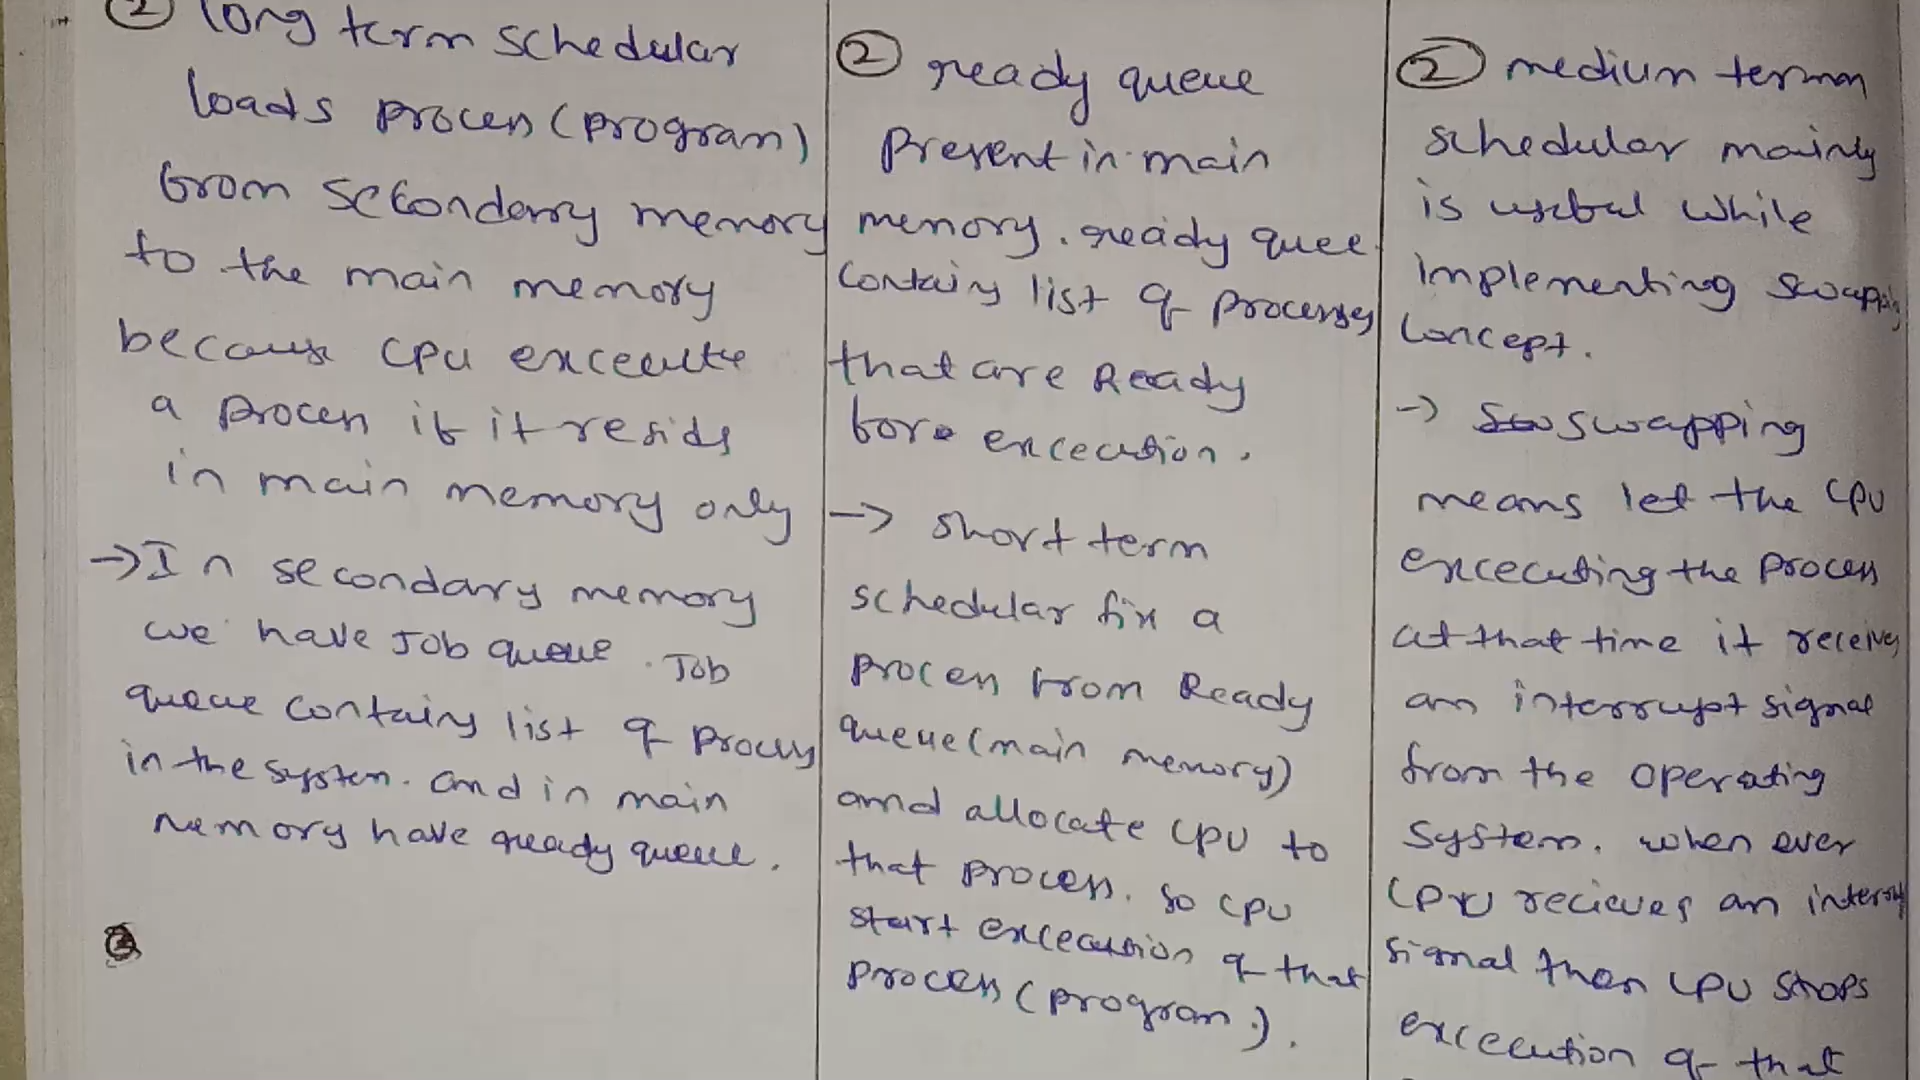 ② long term schedular
loads process (program)
from secondary memory
to the main memory
because cpu excecute
a process if it resids
in main memory only
→ In secondary memory
we have Job queue. Job
queue contains list of process
in the system. and in main
memory have ready queue.
② ready queue
Present in main
memory. ready quee
contains list of processes
that are Ready
for excecution.
→ short term
schedular fix a
process from Ready
queue (main memory)
and allocate cpu to
that process. so cpu
start excecution of that
process (program).
② medium term
schedular mainly
is useful while
implementing swapping
concept.
→ swapping
means let the CPU
excecuting the process
at that time it receives
an interrupt signal
from the operating
system. when ever
CPU recieves an
signal then CPU stops
excecution of that